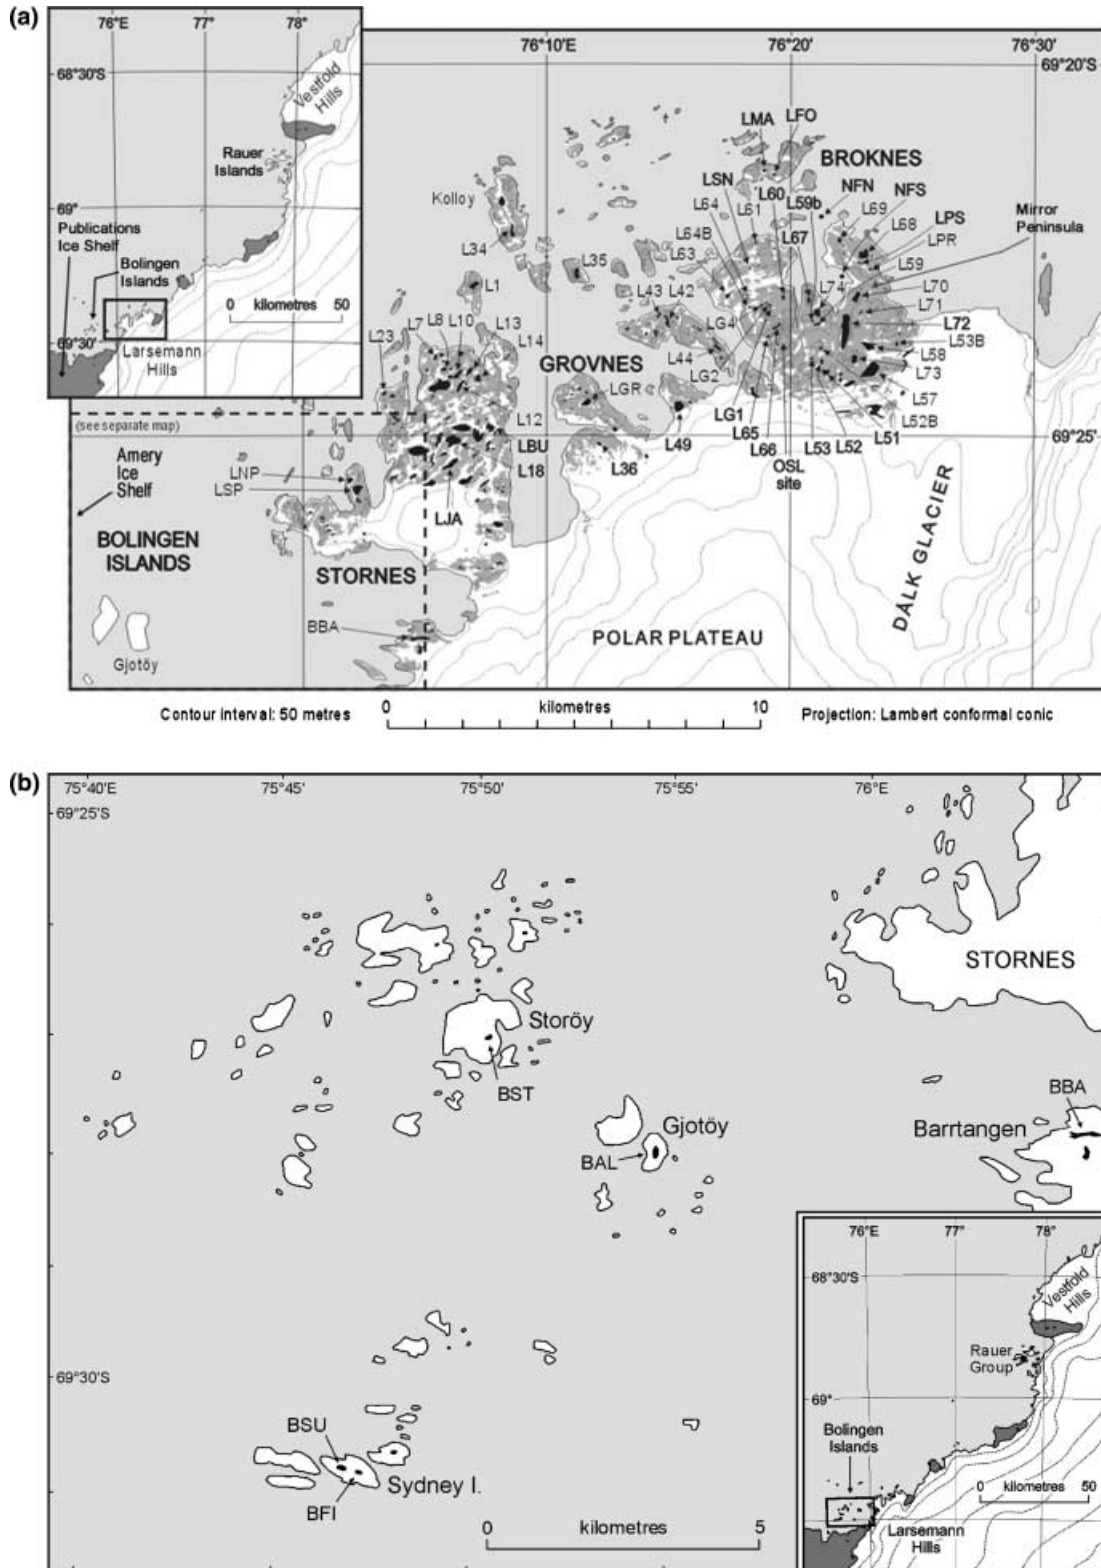 (a)
76°E 77° 78°
68°30'S
Vestfold
Hills
Rauer
Islands
69°
Publications
Ice Shelf
Bolingen
Islands
0 kilometres 50
69°30'
Larsemann
Hills
76°10'E 76°20' 76°30'
69°20'S
LMA LFO
BROKNES
Kolloy
LSN L60 NFN NFS
L64 L61 L59b L69
L64B L67 L68 LPS
Mirror
Peninsula
L34 L63 LPR
L35 L59
L1 L43 L42 L74 L70
L71
L7 L8 L10 L13 LG4 L72
L23 L14 L53B
GROVNES L44 L58
LGR LG2 L73
L57
(see separate map)
L12 LG1 L52B
LBU L49 L65 L51
Amery
Ice
Shelf
LNP L18 L36 L66 L53 L52
LSP
OSL
site
LJA
BOLINGEN
ISLANDS
STORNES
69°25'
DALK GLACIER
BBA
POLAR PLATEAU
Gjotöy
Contour interval: 50 metres
0 kilometres 10
Projection: Lambert conformal conic
(b)
75°40'E 75°45' 75°50' 75°55' 76°E
69°25'S
STORNES
Storöy
BST
BBA
Gjotöy
Barrtangen
BAL
69°30'S
BSU
Sydney I.
BFI
0 kilometres 5
76°E 77° 78°
68°30'S
Vestfold
Hills
Rauer
Group
69°
Bolingen
Islands
0 kilometres 50
Larsemann
Hills